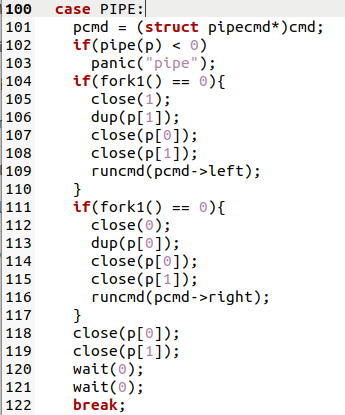 100 case PIPE:
101 pcmd = (struct pipecmd*)cmd;
102 if(pipe(p) < 0)
103 panic("pipe");
104 if(fork1() == 0){
105 close(1);
106 dup(p[1]);
107 close(p[0]);
108 close(p[1]);
109 runcmd(pcmd->left);
110 }
111 if(fork1() == 0){
112 close(0);
113 dup(p[0]);
114 close(p[0]);
115 close(p[1]);
116 runcmd(pcmd->right);
117 }
118 close(p[0]);
119 close(p[1]);
120 wait(0);
121 wait(0);
122 break;